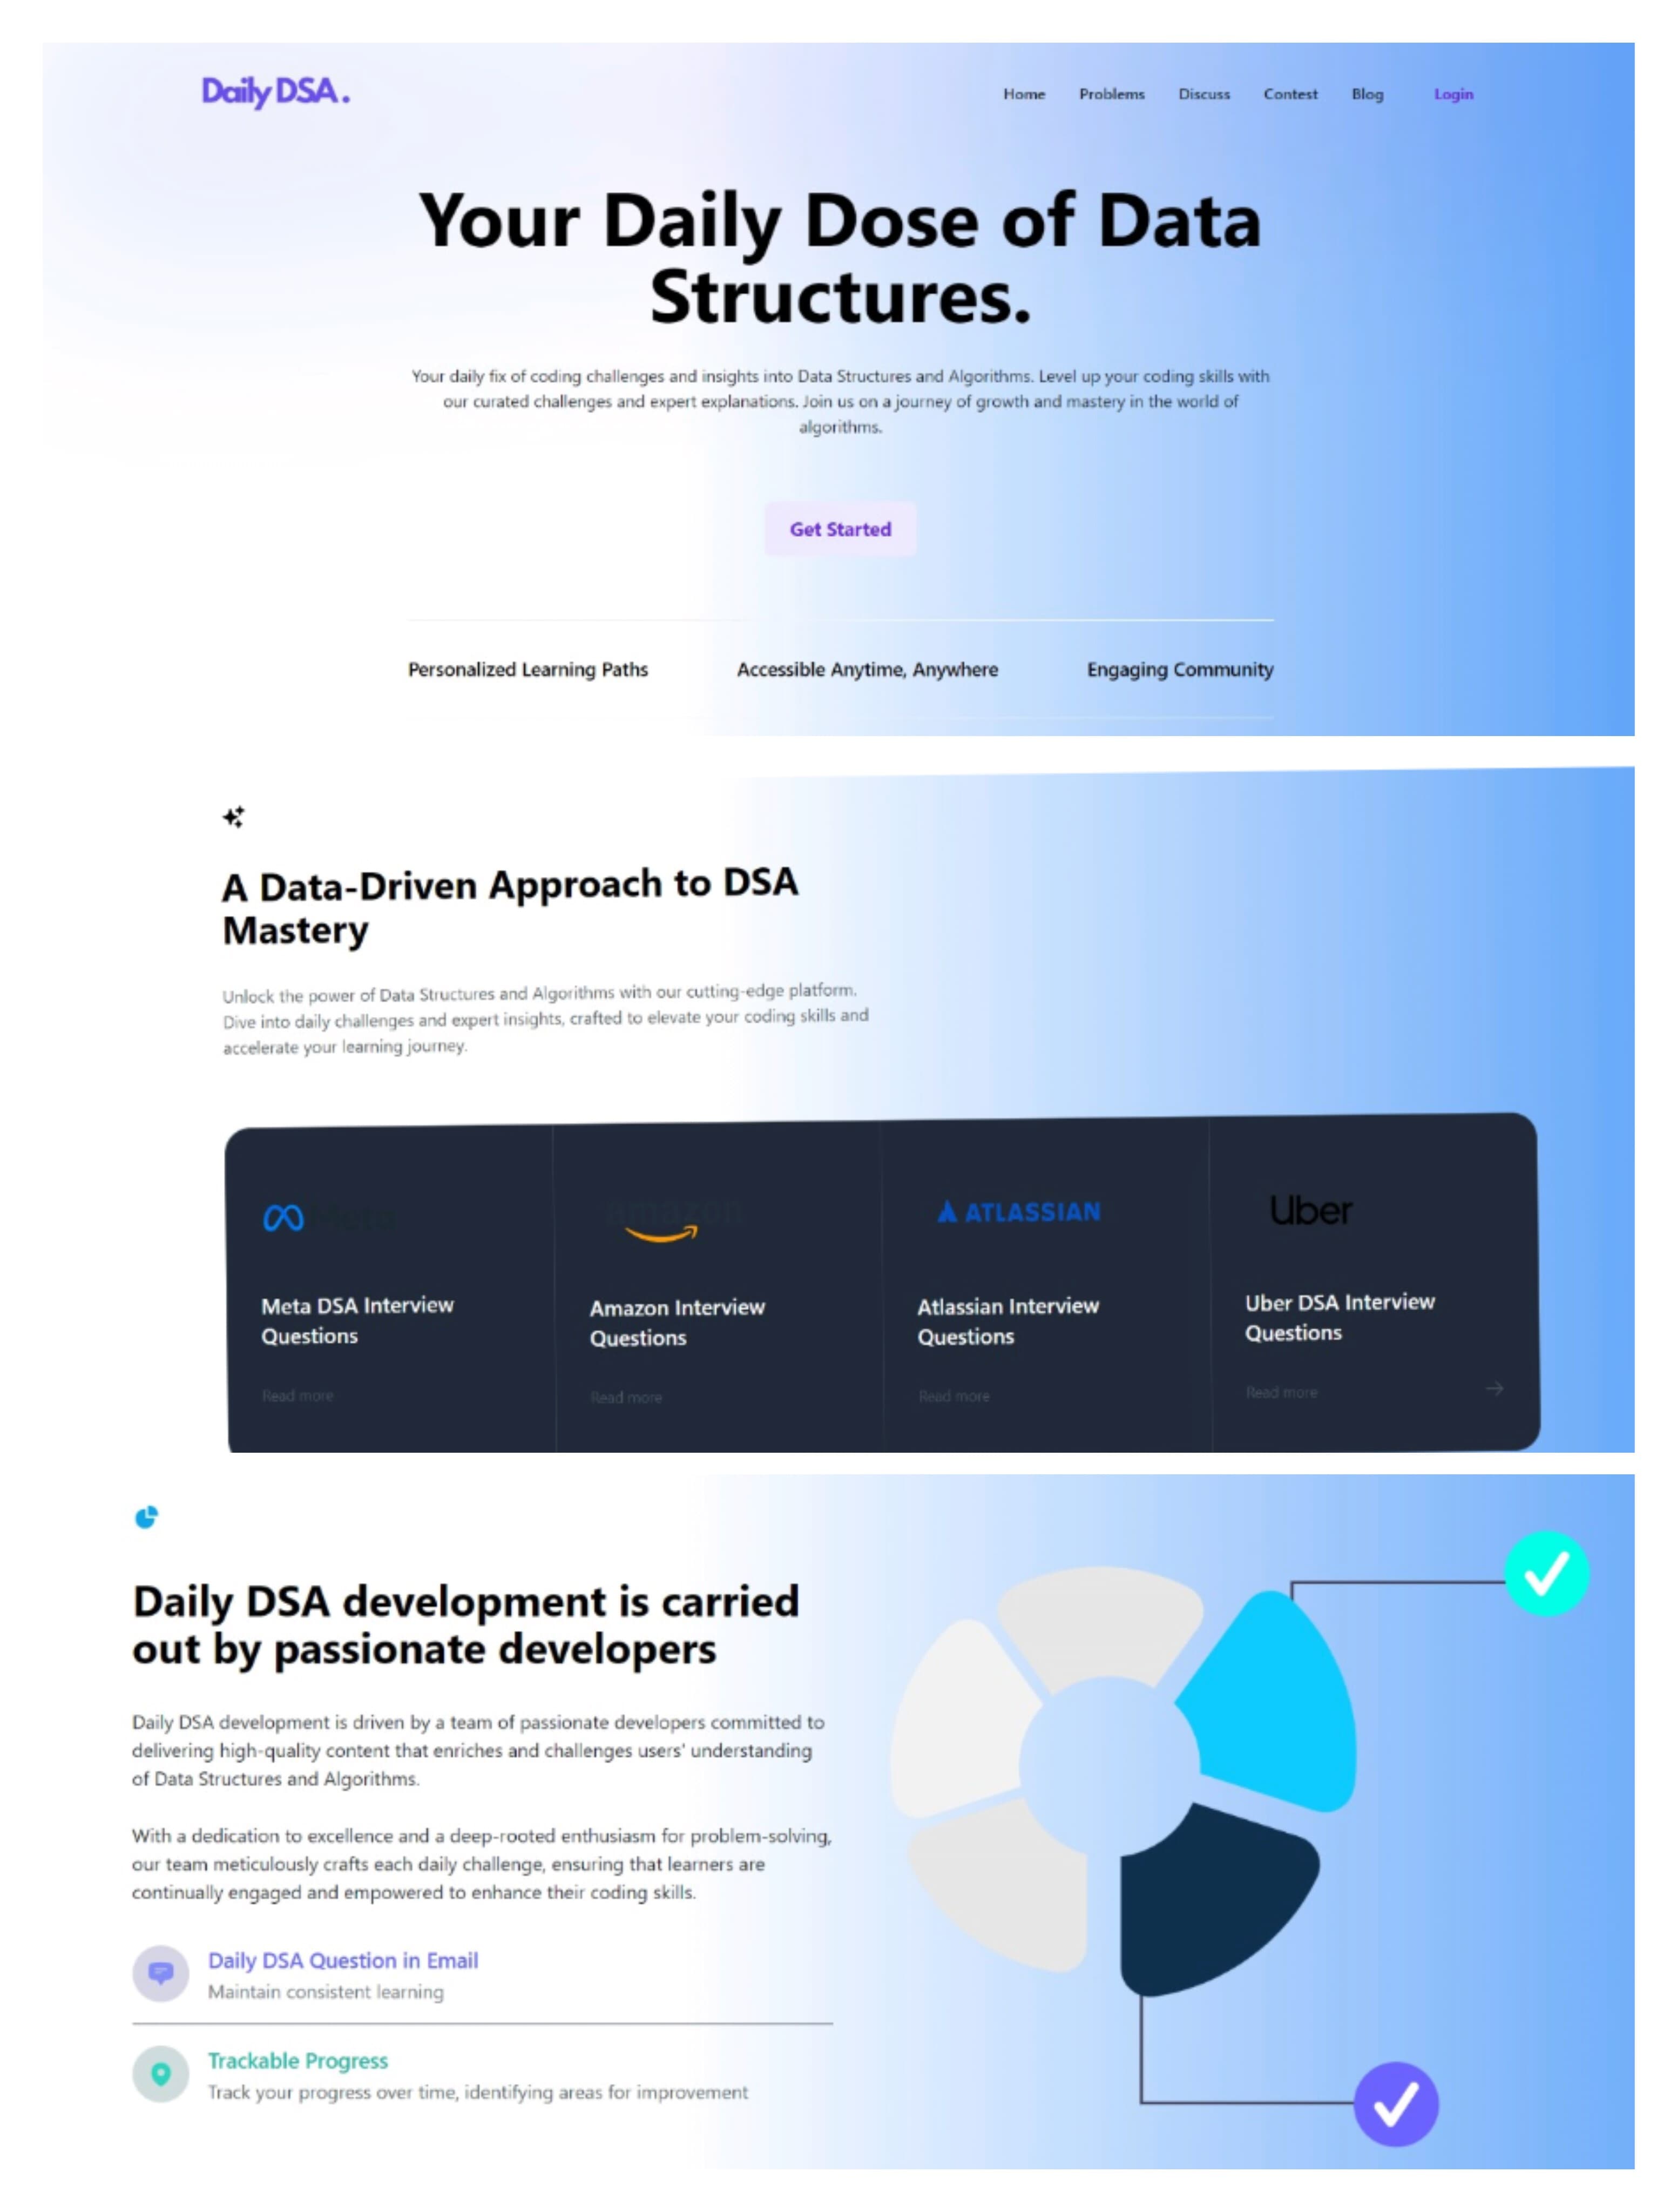 Daily DSA.
Home Problems Discuss Contest Blog Login
Your Daily Dose of Data
Structures.
Your daily fix of coding challenges and insights into Data Structures and Algorithms. Level up your coding skills with
our curated challenges and expert explanations. Join us on a journey of growth and mastery in the world of
algorithms.
Get Started
Personalized Learning Paths Accessible Anytime, Anywhere Engaging Community
A Data-Driven Approach to DSA
Mastery
Unlock the power of Data Structures and Algorithms with our cutting-edge platform.
Dive into daily challenges and expert insights, crafted to elevate your coding skills and
accelerate your learning journey.
Meta
Meta DSA Interview
Questions
Read more
amazon
Amazon Interview
Questions
Read more
ATLASSIAN
Atlassian Interview
Questions
Read more
Uber
Uber DSA Interview
Questions
Read more
Daily DSA development is carried
out by passionate developers
Daily DSA development is driven by a team of passionate developers committed to
delivering high-quality content that enriches and challenges users' understanding
of Data Structures and Algorithms.
With a dedication to excellence and a deep-rooted enthusiasm for problem-solving,
our team meticulously crafts each daily challenge, ensuring that learners are
continually engaged and empowered to enhance their coding skills.
Daily DSA Question in Email
Maintain consistent learning
Trackable Progress
Track your progress over time, identifying areas for improvement